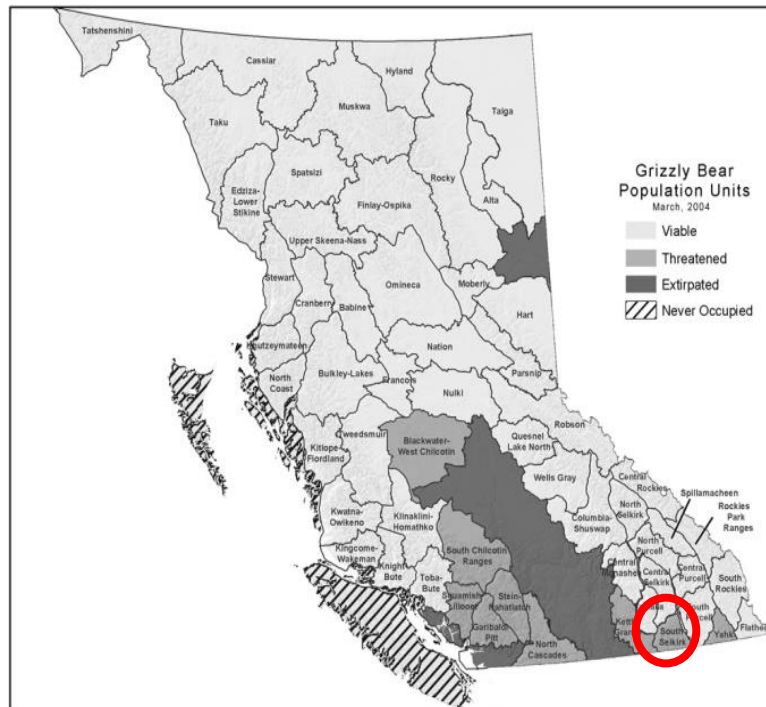 Tatshenshini
Cassiar
Hyland
Muskwa
Taiga
Taku
Rocky
Spatsizi
Alta
Edziza-
Lower
Stikine
Finlay-Ospika
Upper Skeena-Nass
Stewart
Omineca
Moberly
Cranberry
Babine
Hart
Khutzeymateen
Nation
North
Coast
Bulkley-Lakes
Francois
Parsnip
Nulki
Robson
Tweedsmuir
Blackwater-
West Chilcotin
Quesnel
Lake North
Kitlope-
Fiordland
Wells Gray
Central
Rockies
Spillamacheen
North
Selkirk
Rockies
Park
Ranges
Kwatna-
Owikeno
Klinaklini-
Homathko
Columbia-
Shuswap
North
Purcell
South Chilcotin
Ranges
Kingcome-
Wakeman
Knight
Bute
Toba-
Bute
Central
Monashee
Central
Selkirk
Central
Purcell
South
Rockies
Squamish-
Lillooet
Stein-
Nahatlatch
Garibaldi
Pitt
North
Cascades
South
Selkirk
Yahk
Flathead
Grizzly Bear
Population Units
March, 2004
Viable
Threatened
Extirpated
Never Occupied